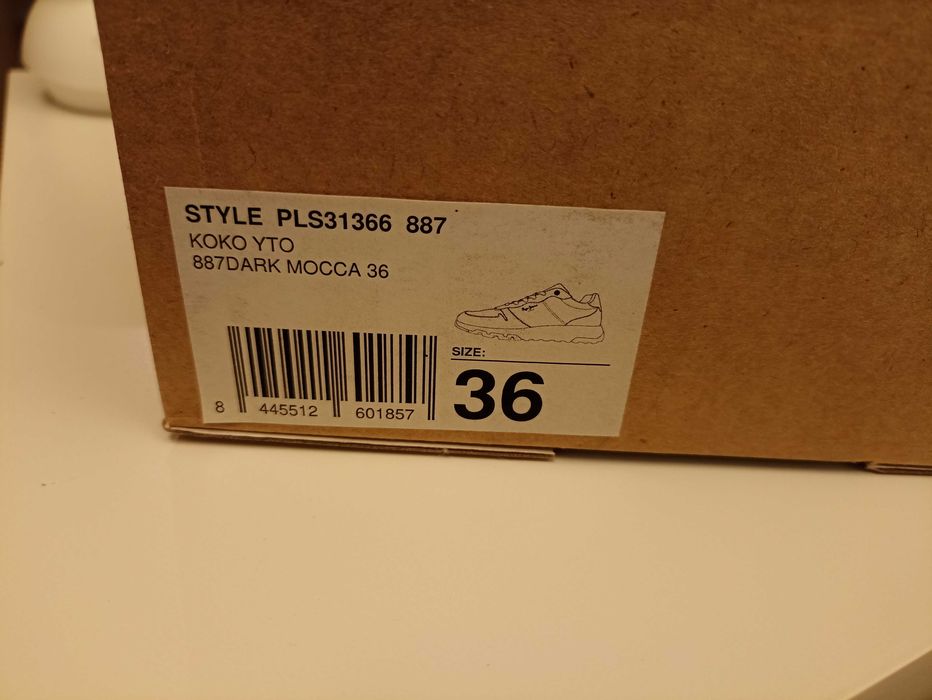 STYLE PLS31366 887
KOKO YTO
887DARK MOCCA 36
SIZE:
36
8 445512 601857